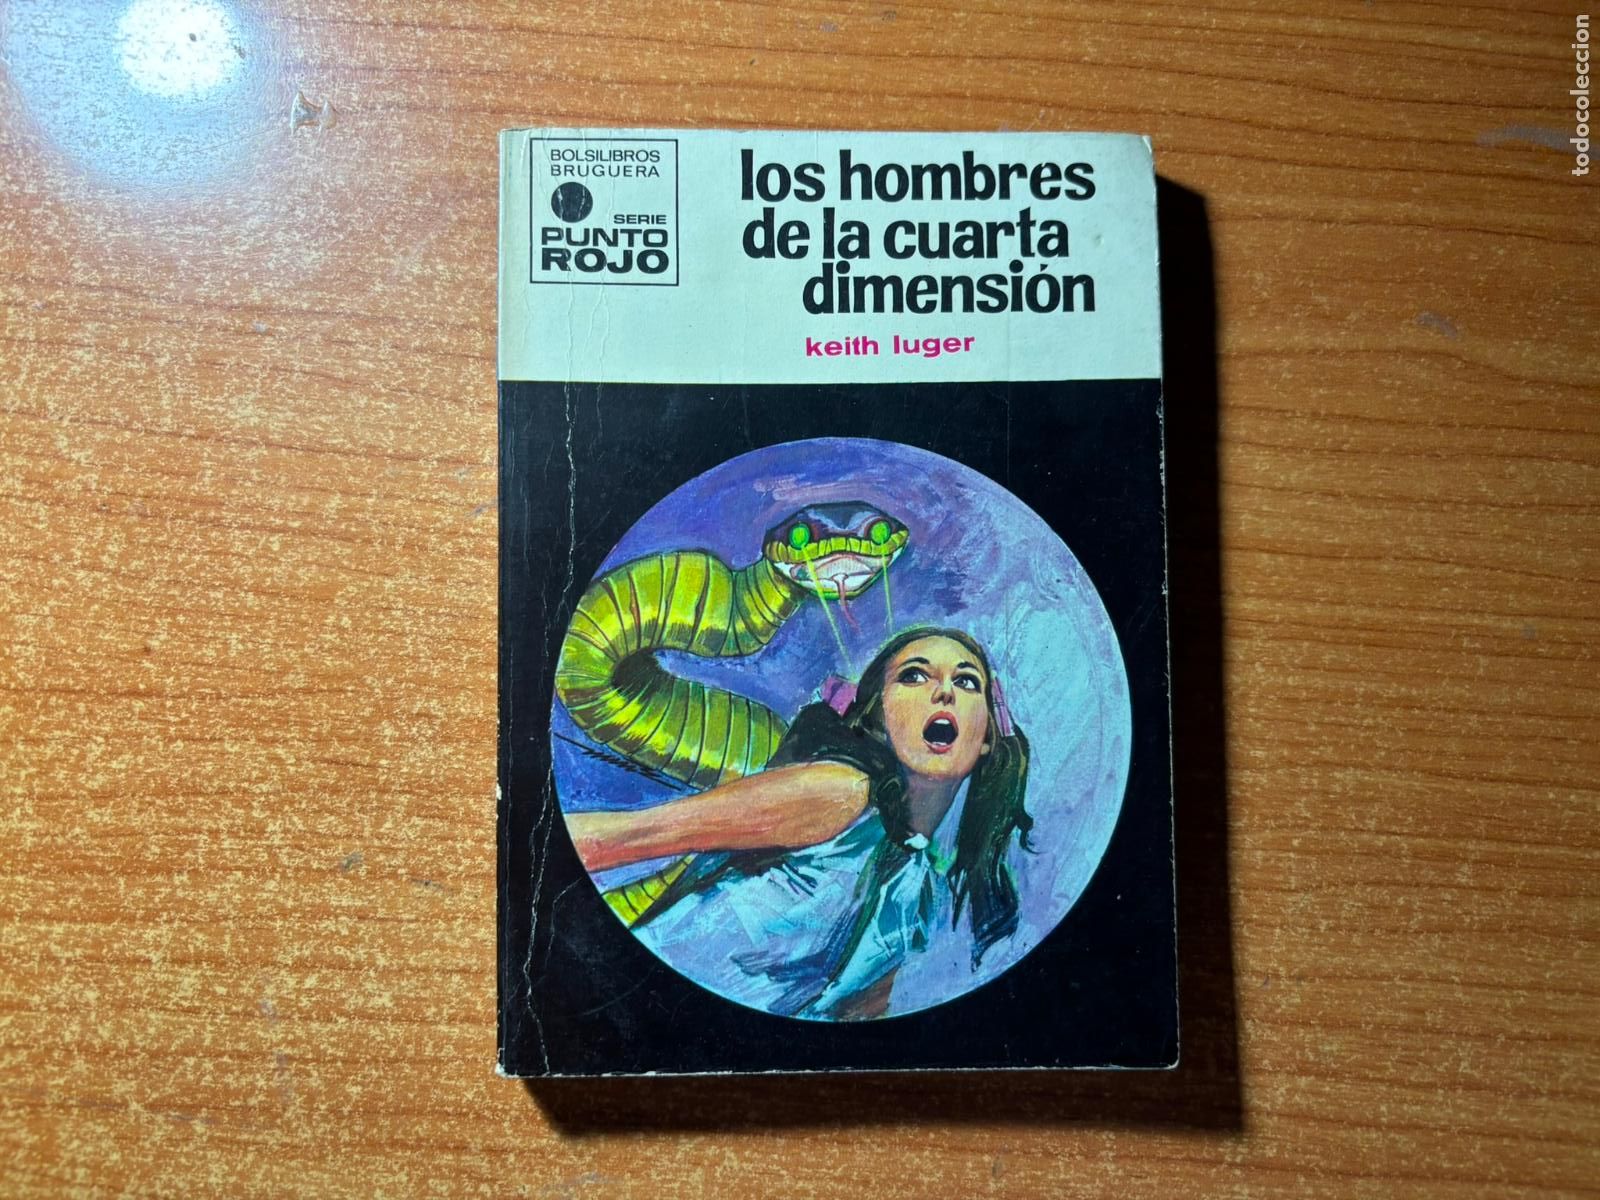 BOLSILIBROS
BRUGUERA
SERIE
PUNTO
ROJO
los hombres
de la cuarta
dimensión
keith luger
todocoleccion